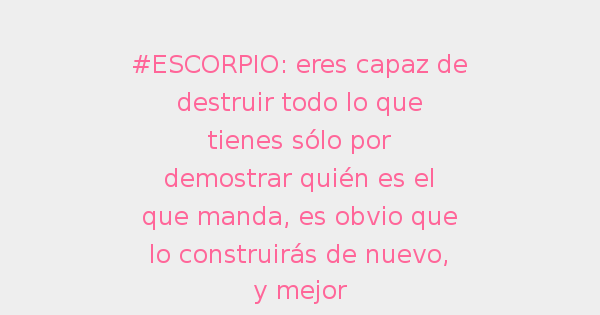 #ESCORPIO: eres capaz de
destruir todo lo que
tienes sólo por
demostrar quién es el
que manda, es obvio que
lo construirás de nuevo,
y mejor